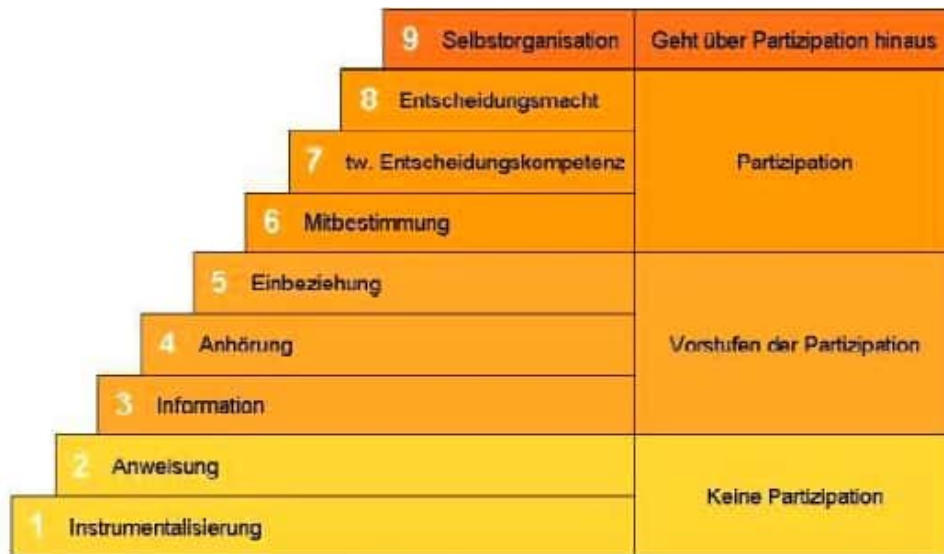 9 Selbstorganisation Geht über Partizipation hinaus
8 Entscheidungsmacht
7 tw. Entscheidungskompetenz Partizipation
6 Mitbestimmung
5 Einbeziehung
4 Anhörung Vorstufen der Partizipation
3 Information
2 Anweisung
Keine Partizipation
1 Instrumentalisierung